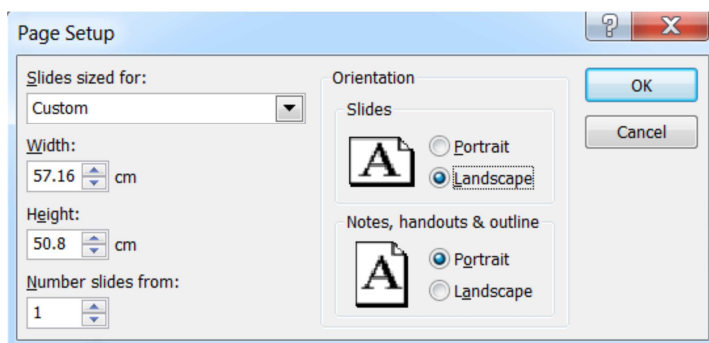 Page Setup
Slides sized for:
Custom
Width:
57.16 cm
Height:
50.8 cm
Number slides from:
1
Orientation
Slides
A
Portrait
Landscape
Notes, handouts & outline
A
Portrait
Landscape
OK
Cancel